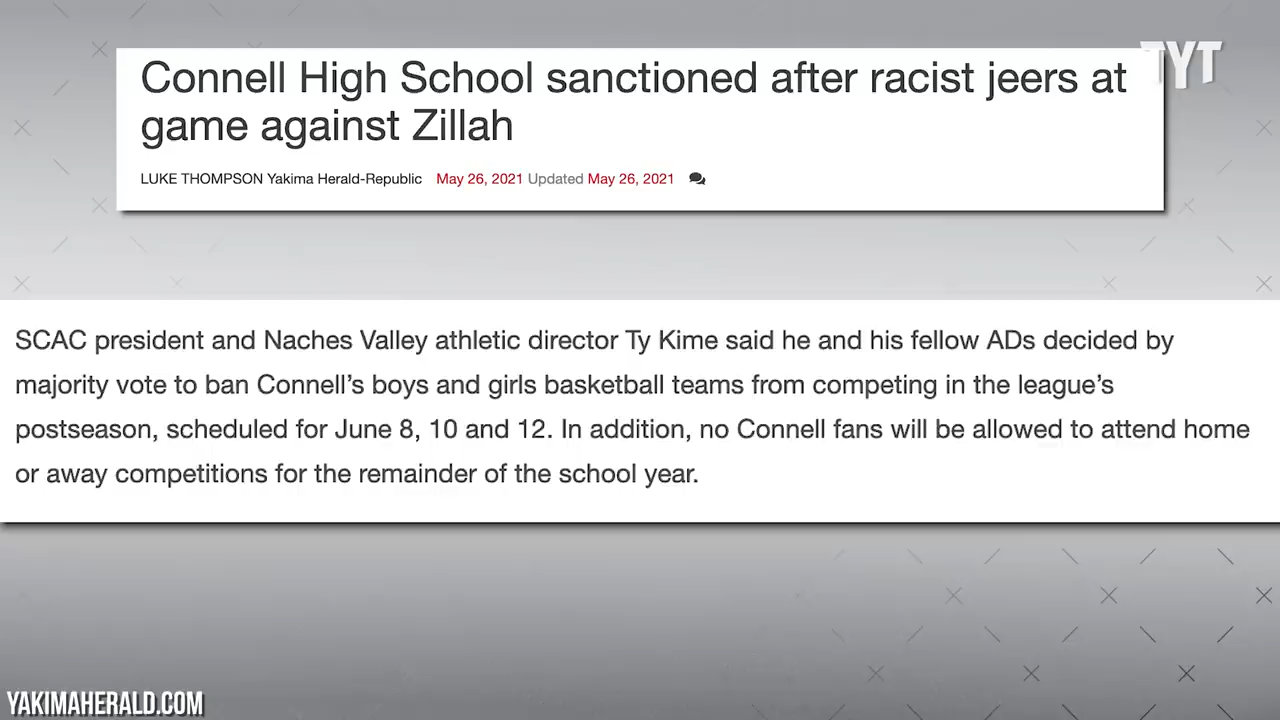 TYT
Connell High School sanctioned after racist jeers at
game against Zillah
LUKE THOMPSON Yakima Herald-Republic May 26, 2021 Updated May 26, 2021
SCAC president and Naches Valley athletic director Ty Kime said he and his fellow ADs decided by
majority vote to ban Connell’s boys and girls basketball teams from competing in the league’s
postseason, scheduled for June 8, 10 and 12. In addition, no Connell fans will be allowed to attend home
or away competitions for the remainder of the school year.
YAKIMAHERALD.COM